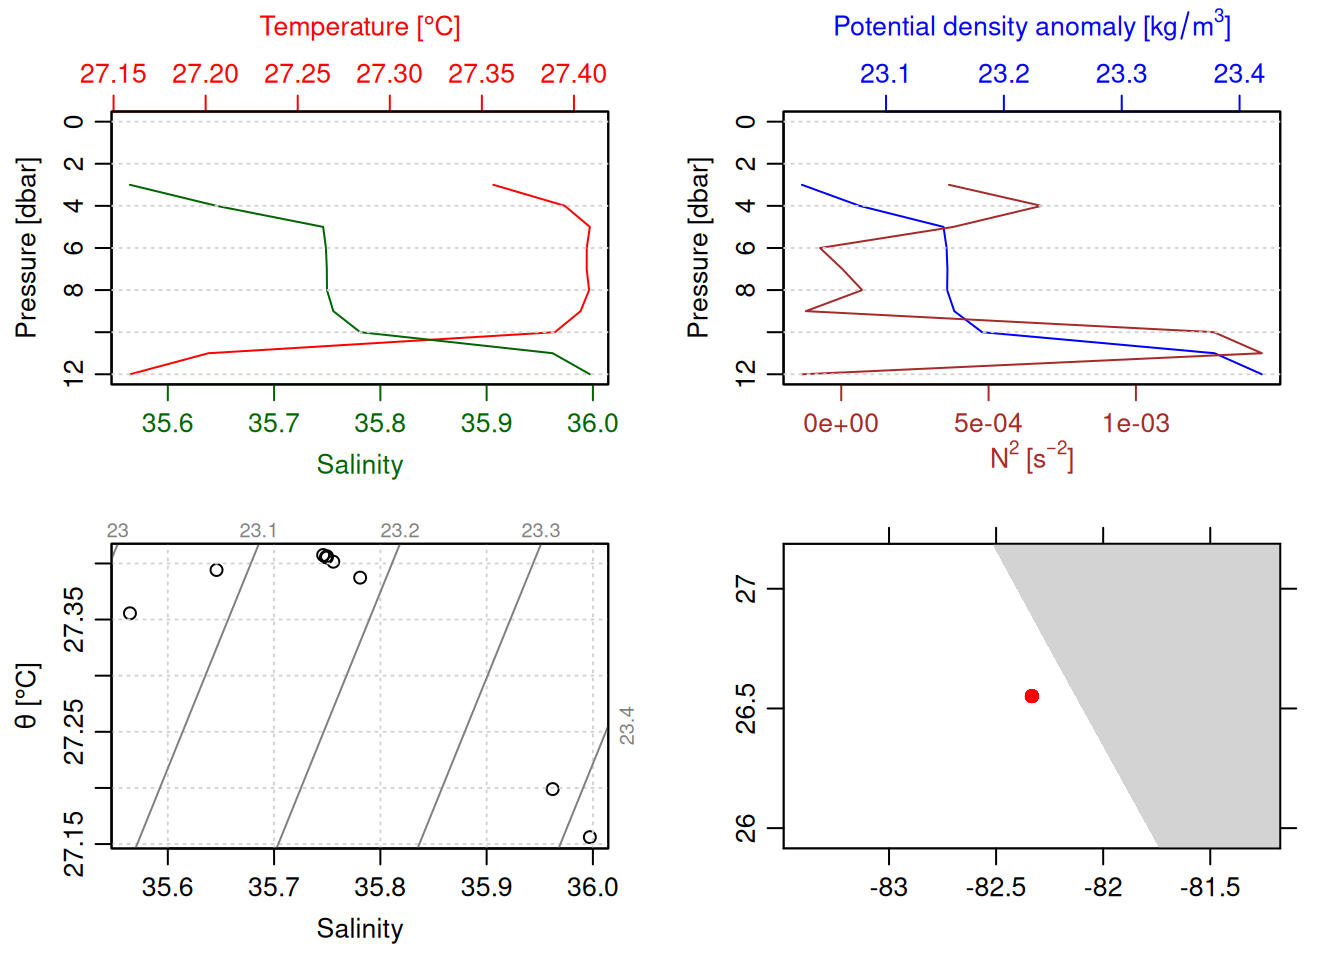 Temperature [°C]
27.15 27.20 27.25 27.30 27.35 27.40
Pressure [dbar]
0
2
4
6
8
12
35.6 35.7 35.8 35.9 36.0
Salinity
Potential density anomaly [kg/m³]
23.1 23.2 23.3 23.4
Pressure [dbar]
0
2
4
6
8
12
0e+00 5e-04 1e-03
N² [s⁻²]
23 23.1 23.2 23.3
23.4
θ [°C]
27.35
27.25
27.15
35.6 35.7 35.8 35.9 36.0
Salinity
27
26.5
26
-83 -82.5 -82 -81.5